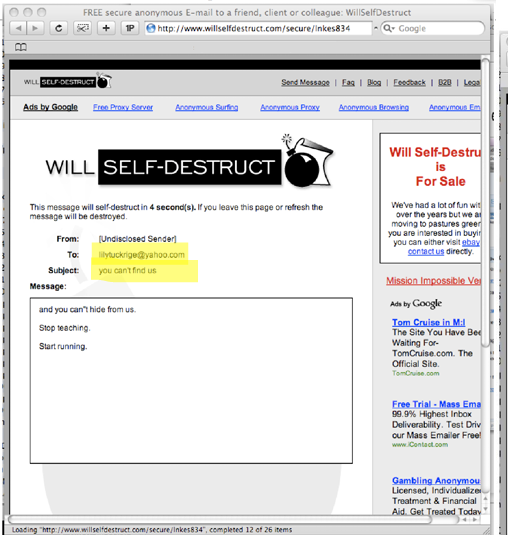 FREE secure anonymous E-mail to a friend, client or colleague: WillSelfDestruct
1P http://www.willselfdestruct.com/secure/lnkes834 Google
WILL SELF-DESTRUCT Send Message | Faq | Blog | Feedback | B2B | Lega
Ads by Google Free Proxy Server Anonymous Surfing Anonymous Proxy Anonymous Browsing Anonymous Em
WILL SELF-DESTRUCT
This message will self-destruct in 4 second(s). If you leave this page or refresh the
message will be destroyed.
From: [Undisclosed Sender]
To: lilytuckrige@yahoo.com
Subject: you can't find us
Message:
and you can"t hide from us.
Stop teaching.
Start running.
Will Self-Destru
is
For Sale
We've had a lot of fun wit
over the years but we a
moving to pastures green
you are interested in buyin
you can either visit ebay
contact us directly.
Mission Impossible Ve
Ads by Google
Tom Cruise in M:I
The Site You Have Bee
Waiting For-
TomCruise.com. The
Official Site.
TomCruise.com
Free Trial - Mass Ema
99.9% Highest Inbox
Deliverability. Test Driv
our Mass Emailer Free!
www.iContact.com
Gambling Anonymou
Licensed, Individualize
Treatment & Financial
Aid. Get Treated Today
Loading "http://www.willselfdestruct.com/secure/lnkes834", completed 12 of 26 items